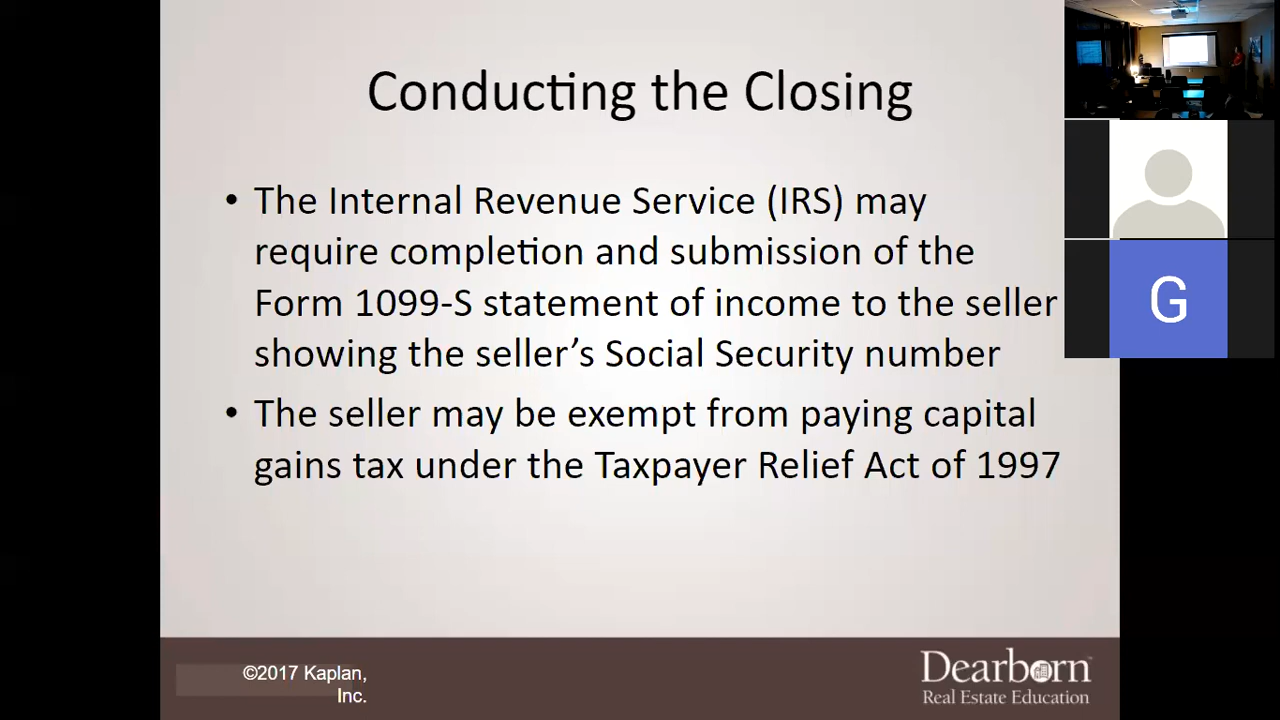 Conducting the Closing
• The Internal Revenue Service (IRS) may
require completion and submission of the
Form 1099-S statement of income to the seller
showing the seller’s Social Security number
• The seller may be exempt from paying capital
gains tax under the Taxpayer Relief Act of 1997
©2017 Kaplan,
Inc.
Dearborn™
Real Estate Education
G